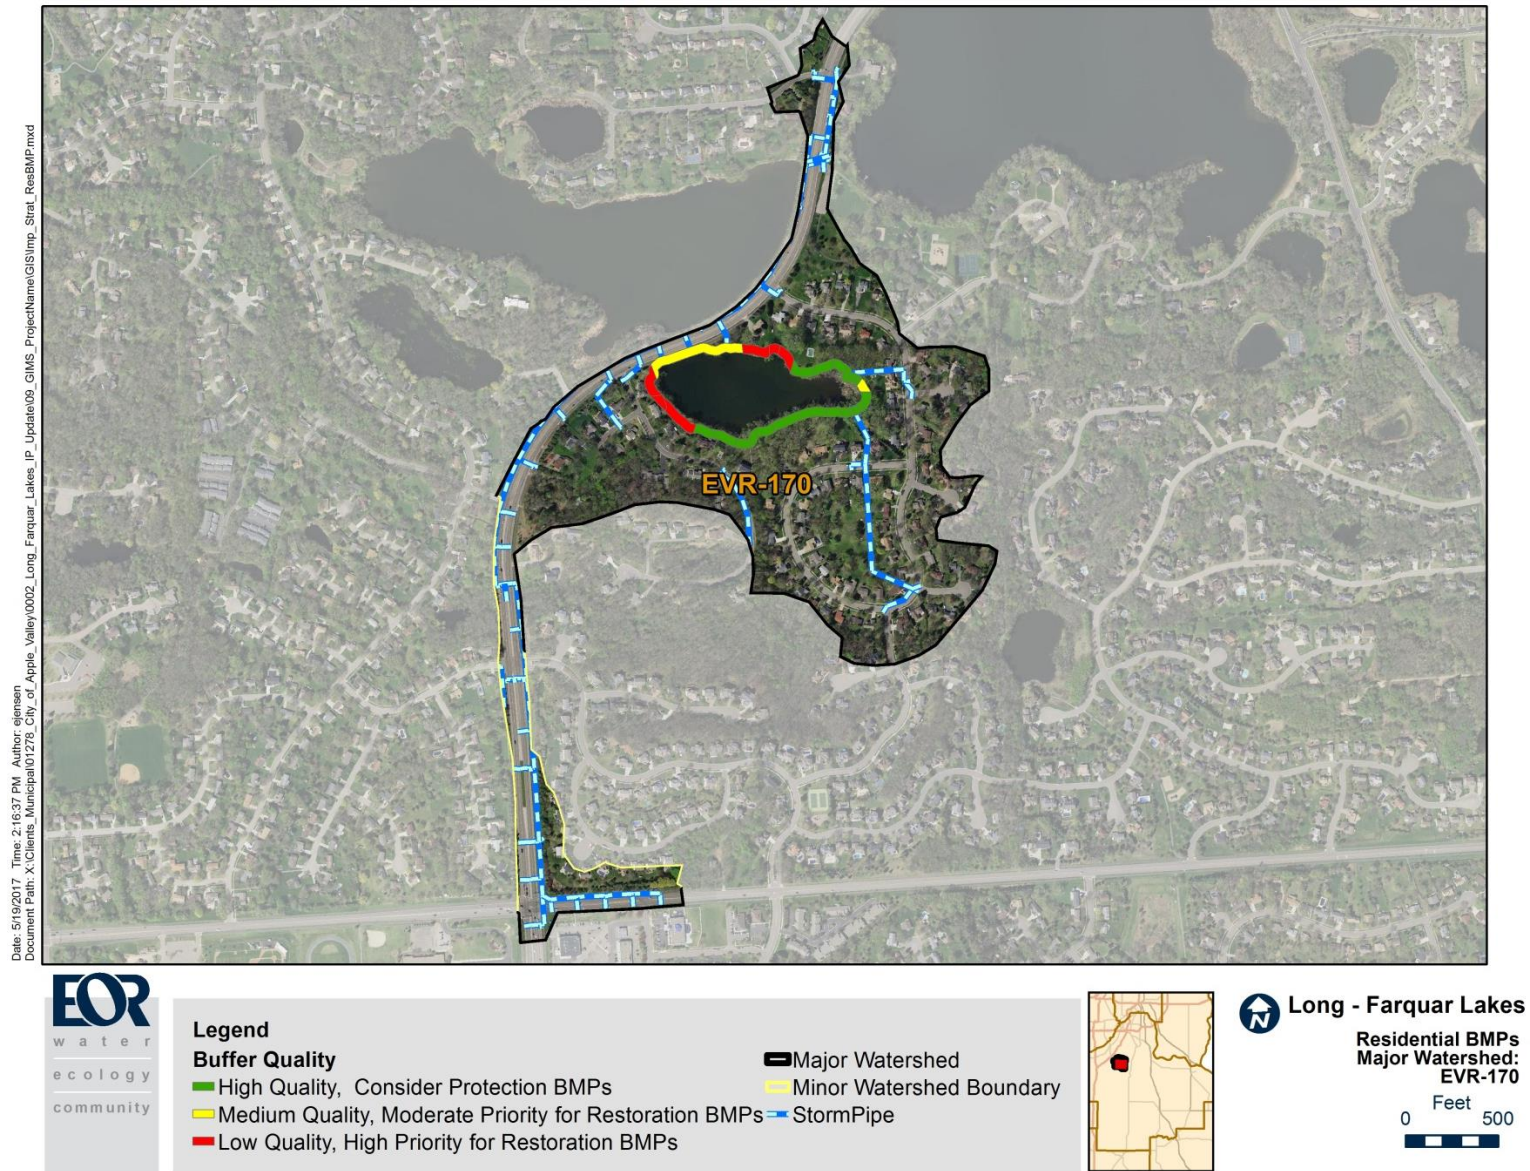 Date: 5/19/2017 Time: 2:16:37 PM Author: ejensen
Document Path: X:\Clients_Municipal\01278_City_of_Apple_Valley\0002_Long_Farquar_Lakes_IP_Update\09_GIMS_ProjectName\GIS\Imp_Strat_ResBMP.mxd
EVR-170
EOR
water
ecology
community
Legend
Buffer Quality
High Quality, Consider Protection BMPs
Medium Quality, Moderate Priority for Restoration BMPs
Low Quality, High Priority for Restoration BMPs
Major Watershed
Minor Watershed Boundary
StormPipe
N
Long - Farquar Lakes
Residential BMPs
Major Watershed:
EVR-170
Feet
0 500